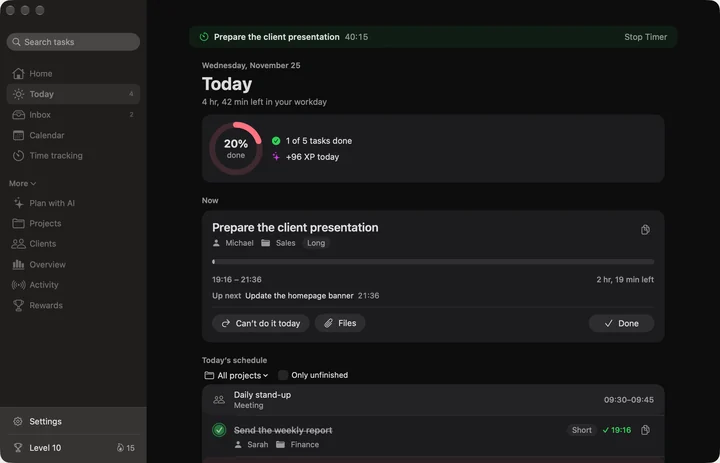 Search tasks
Home
Today 4
Inbox 2
Calendar
Time tracking
More
Plan with AI
Projects
Clients
Overview
Activity
Rewards
Settings
Level 10 15
Prepare the client presentation 40:15 Stop Timer
Wednesday, November 25
Today
4 hr, 42 min left in your workday
20%
done
1 of 5 tasks done
+96 XP today
Now
Prepare the client presentation
Michael Sales Long
19:16 – 21:36 2 hr, 19 min left
Up next Update the homepage banner 21:36
Can't do it today Files Done
Today's schedule
All projects Only unfinished
Daily stand-up
Meeting 09:30–09:45
Send the weekly report Short 19:16
Sarah Finance